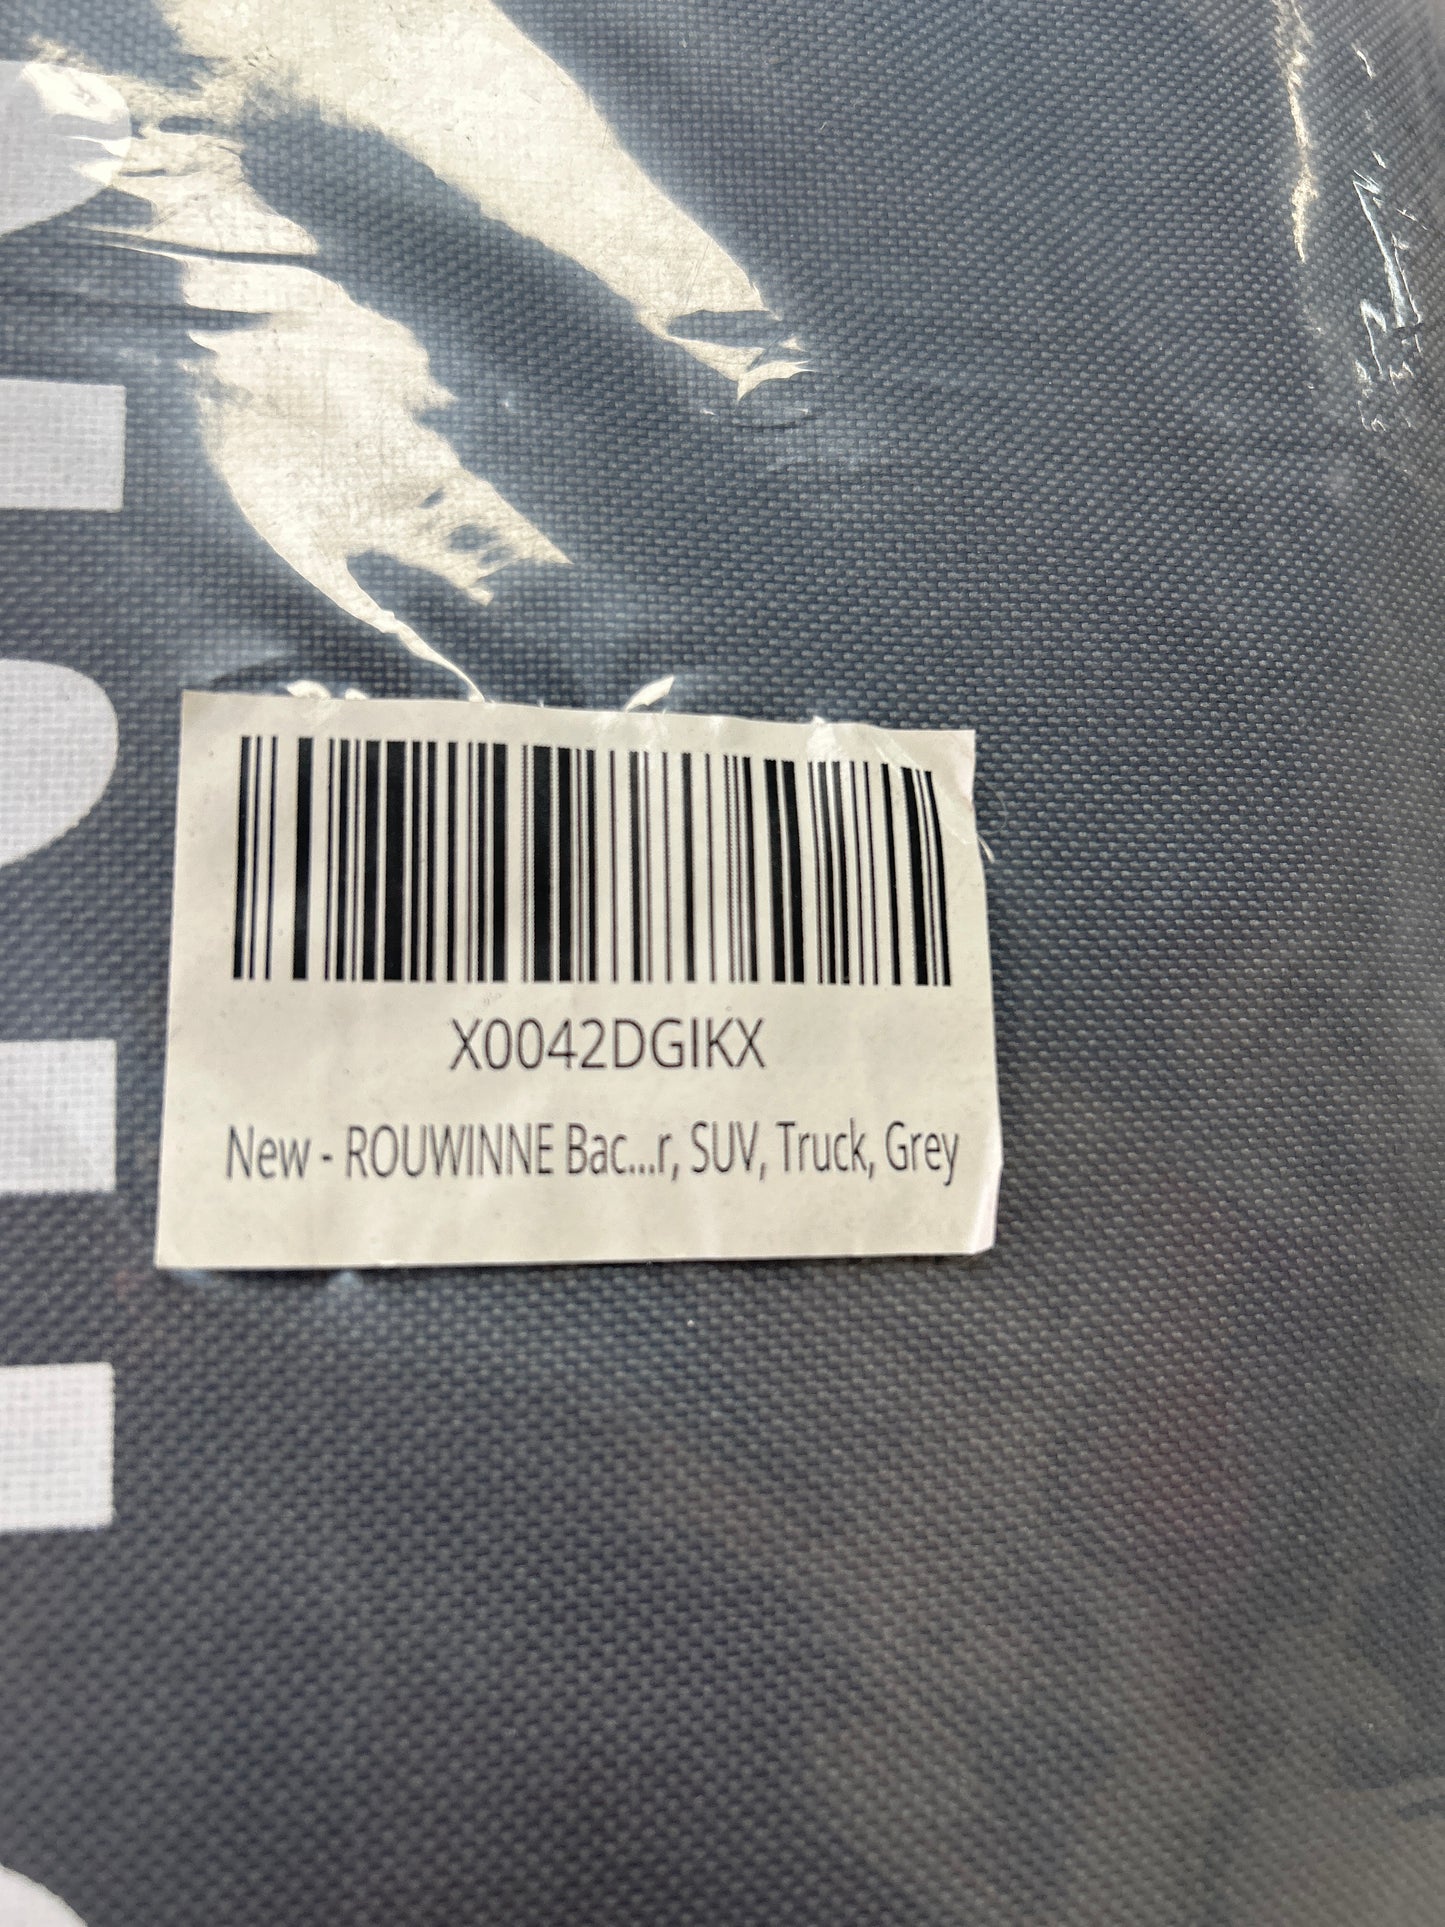 X0042DGIKX
New - ROUWINNE Bac...r, SUV, Truck, Grey